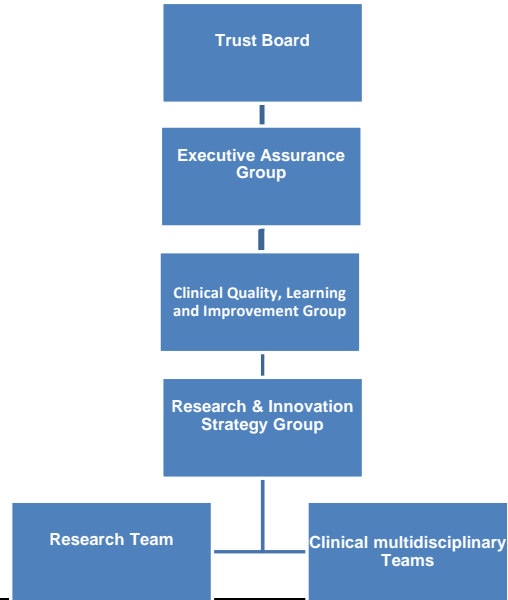 Trust Board
Executive Assurance
Group
Clinical Quality, Learning
and Improvement Group
Research & Innovation
Strategy Group
Research Team
Clinical multidisciplinary
Teams